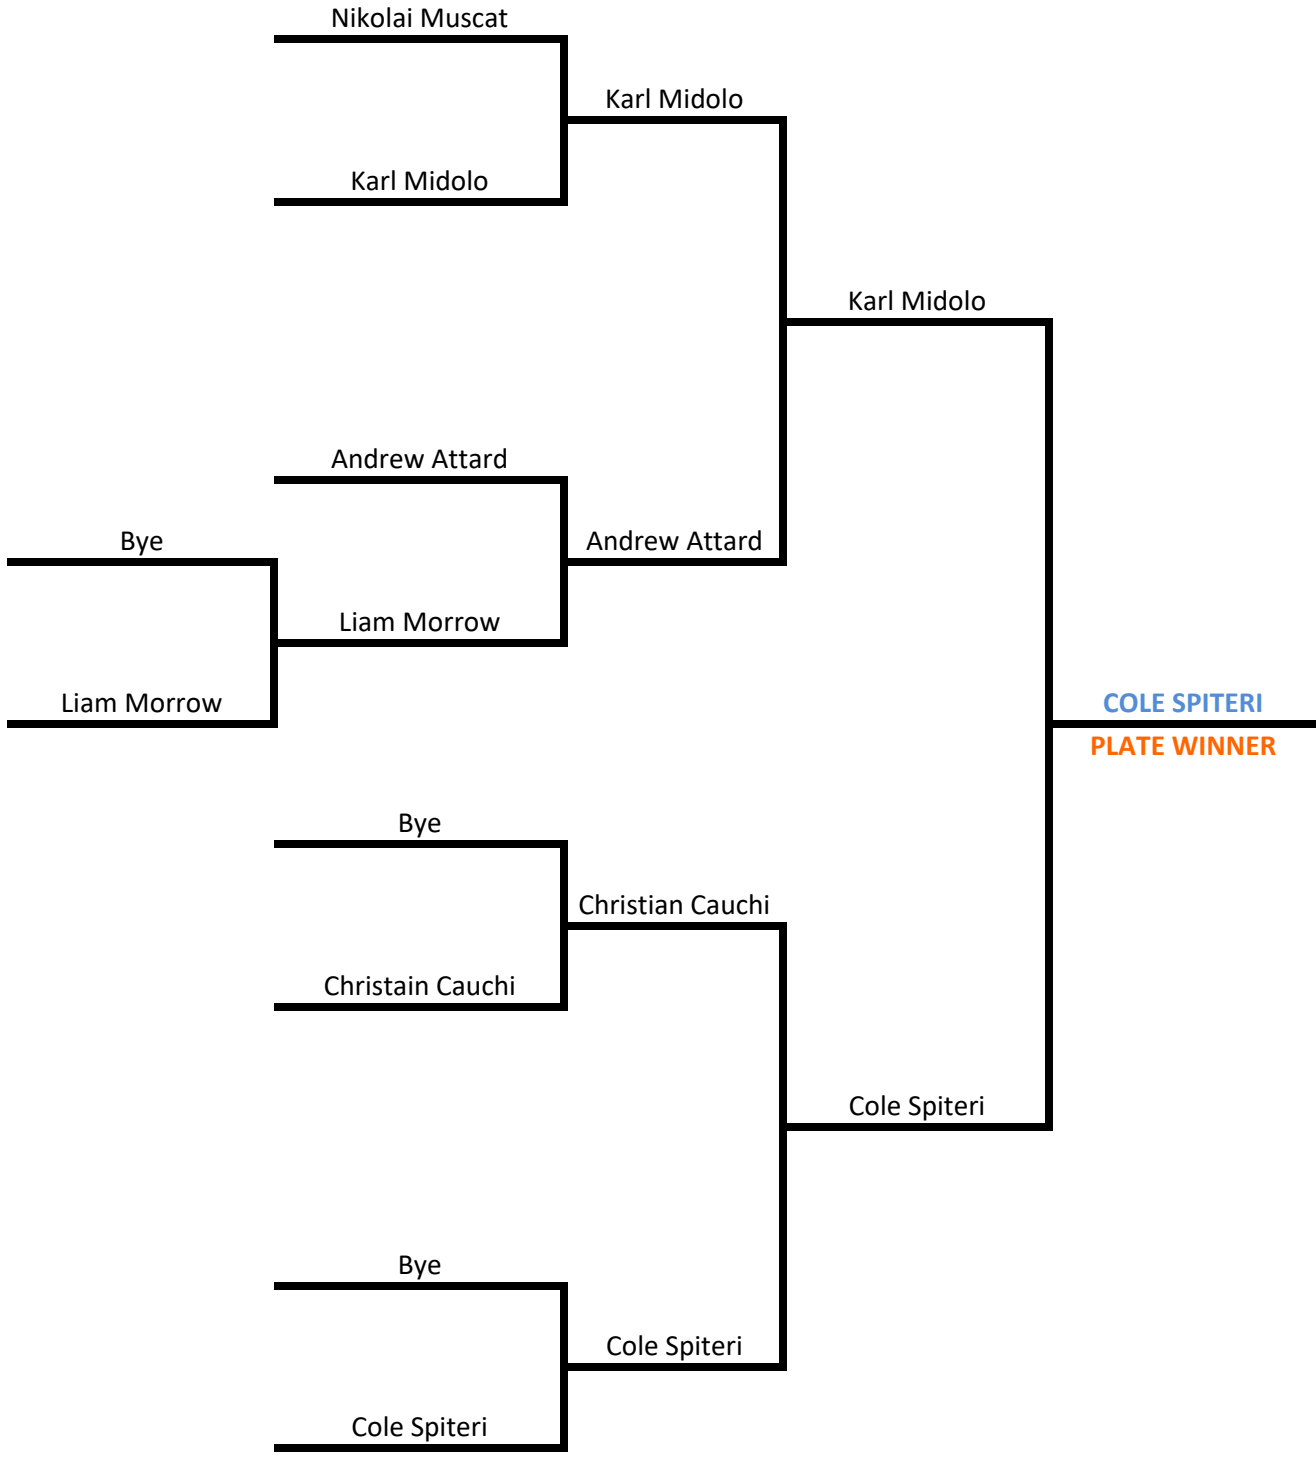 Nikolai Muscat
Karl Midolo
Karl Midolo
Karl Midolo
Andrew Attard
Bye
Andrew Attard
Liam Morrow
Liam Morrow
COLE SPITERI
PLATE WINNER
Bye
Christian Cauchi
Christain Cauchi
Cole Spiteri
Bye
Cole Spiteri
Cole Spiteri